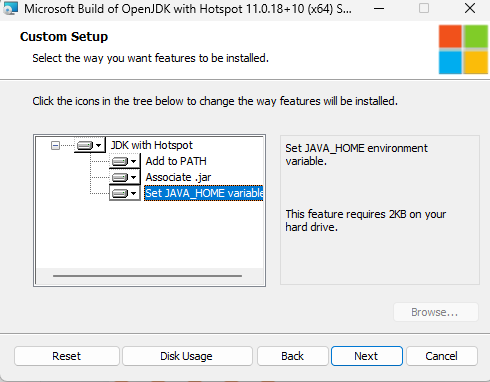 Microsoft Build of OpenJDK with Hotspot 11.0.18+10 (x64) S...
Custom Setup
Select the way you want features to be installed.
Click the icons in the tree below to change the way features will be installed.
JDK with Hotspot
Add to PATH
Associate .jar
Set JAVA_HOME variable
Set JAVA_HOME environment
variable.
This feature requires 2KB on your
hard drive.
Browse...
Reset Disk Usage Back Next Cancel